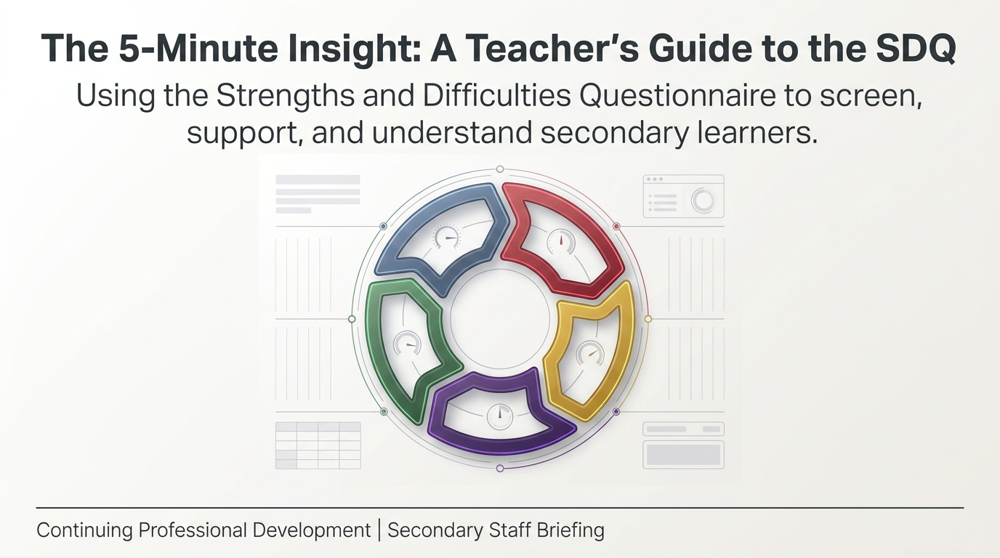 The 5-Minute Insight: A Teacher’s Guide to the SDQ
Using the Strengths and Difficulties Questionnaire to screen,
support, and understand secondary learners.
Continuing Professional Development | Secondary Staff Briefing